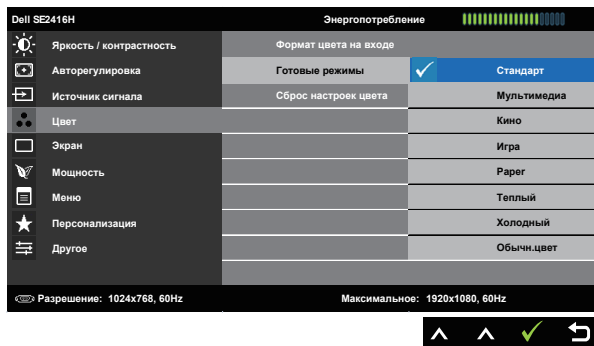 Dell SE2416H Энергопотребление
Яркость / контрастность Формат цвета на входе
Авторегулировка Готовые режимы Стандарт
Источник сигнала Сброс настроек цвета Мультимедиа
Цвет Кино
Экран Игра
Мощность Paper
Меню Теплый
Персонализация Холодный
Другое Обычн.цвет
Разрешение: 1024x768, 60Hz Максимальное: 1920x1080, 60Hz